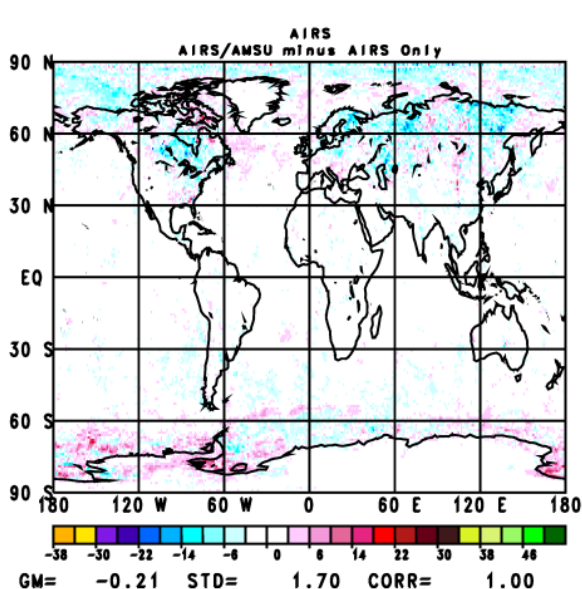 AIRS
AIRS/AMSU minus AIRS Only
90 N
60 N
30 N
EQ
30 S
60 S
90 S
180 120 W 60 W 0 60 E 120 E 180
-38 -30 -22 -14 -6 0 6 14 22 30 38 46
GM= -0.21 STD= 1.70 CORR= 1.00